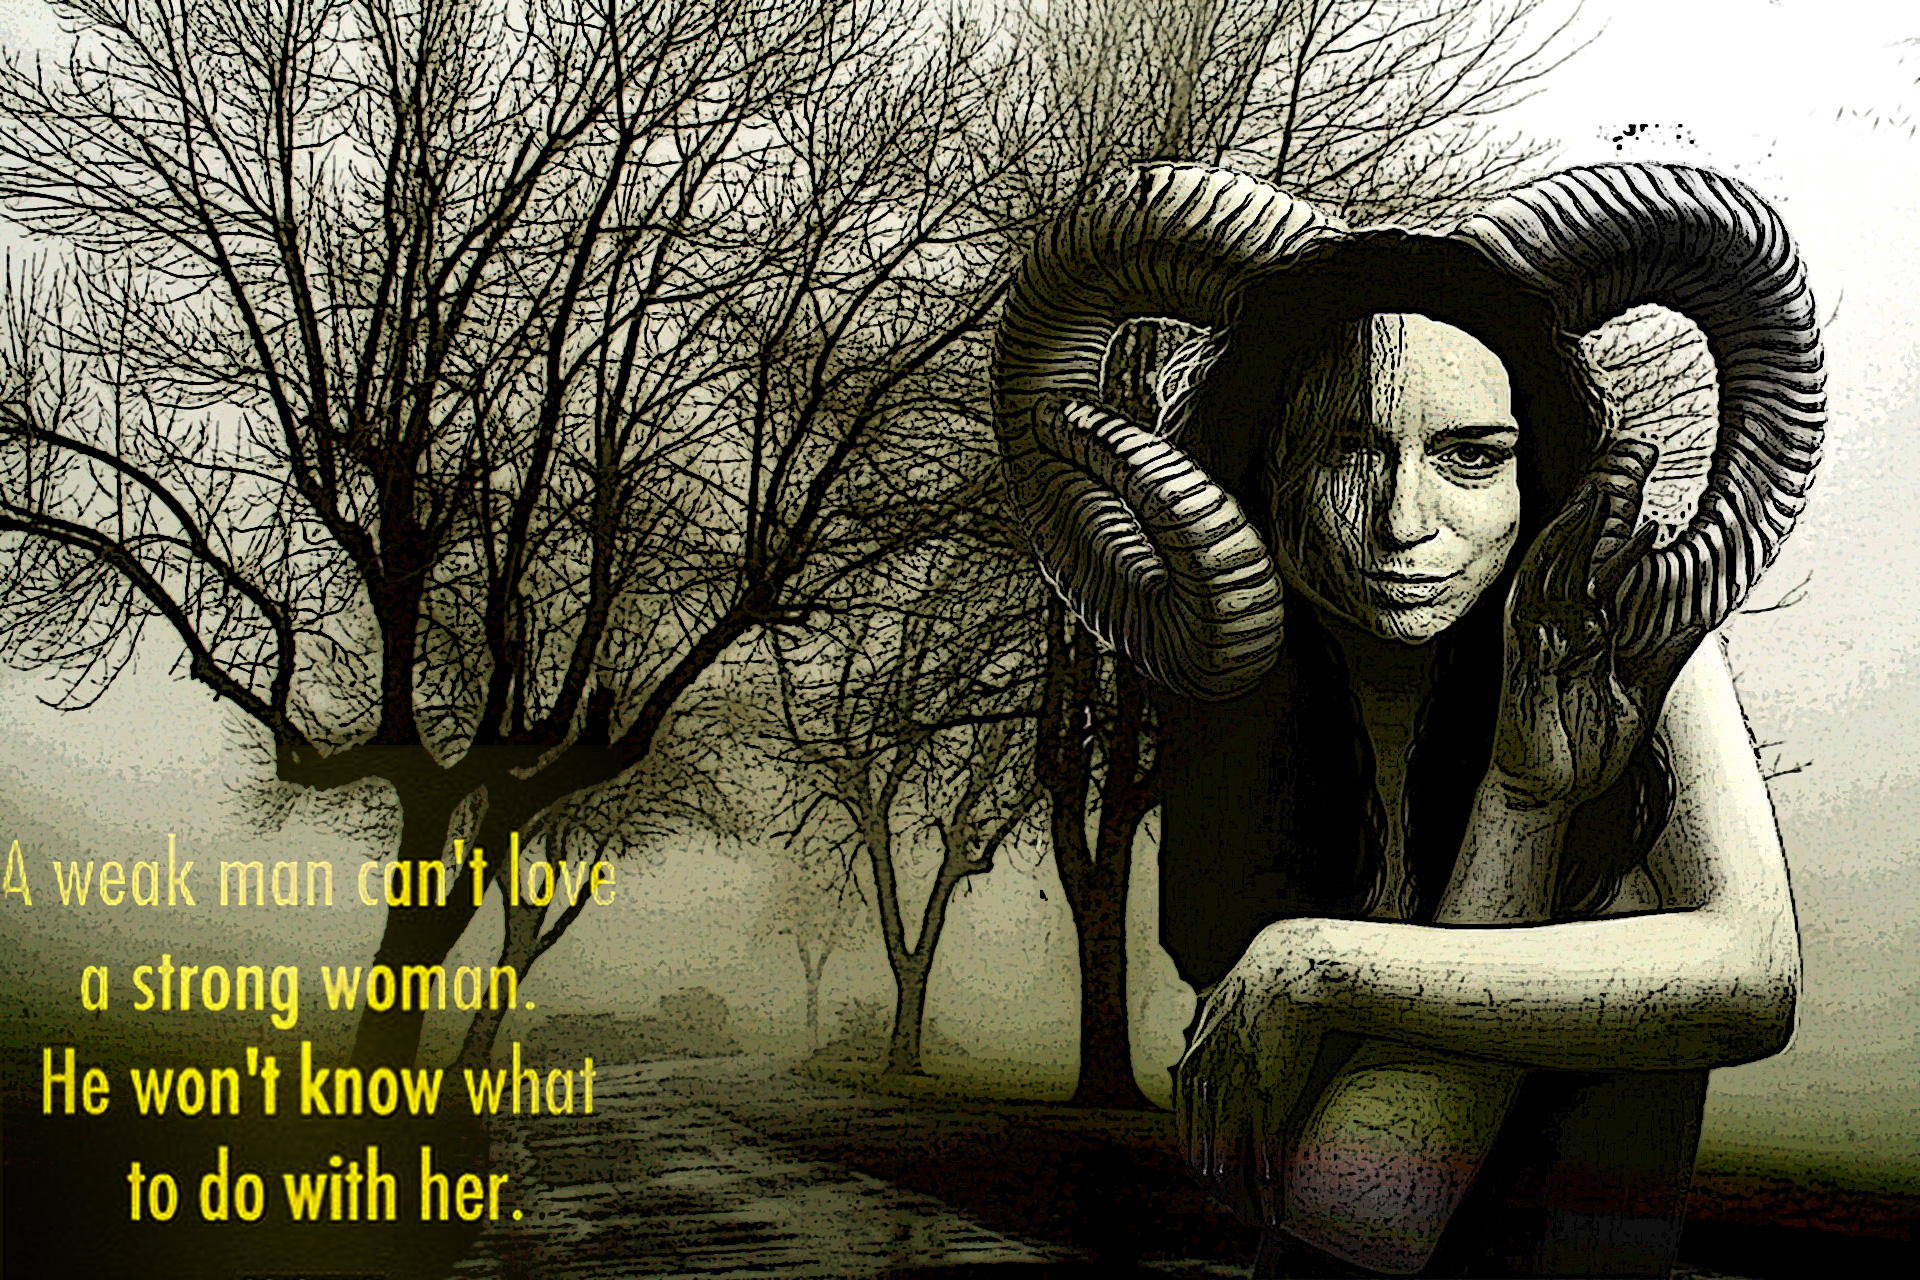 A weak man can't love
a strong woman.
He won't know what
to do with her.